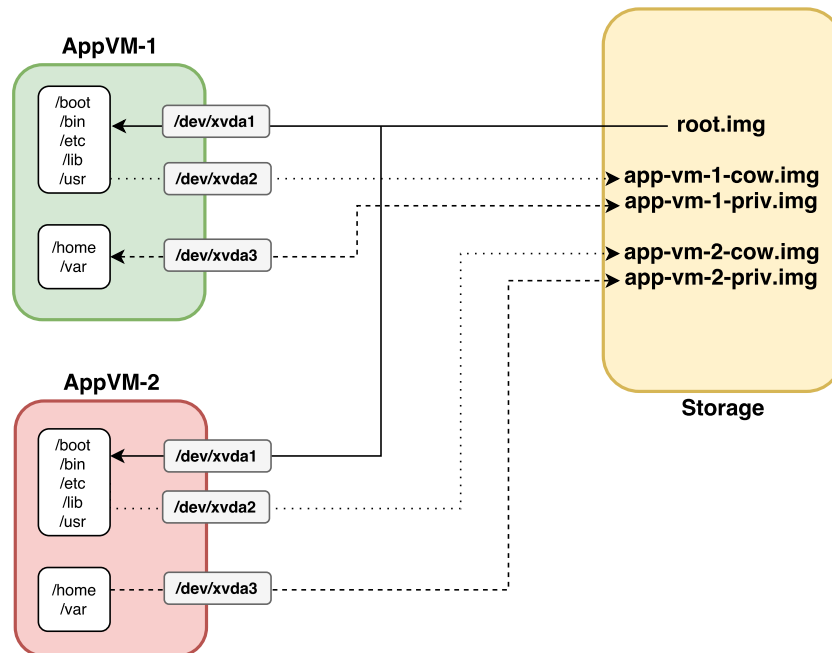 AppVM-1
/boot
/bin
/etc
/lib
/usr
/dev/xvda1
/dev/xvda2
/home
/var
/dev/xvda3
root.img
app-vm-1-cow.img
app-vm-1-priv.img
app-vm-2-cow.img
app-vm-2-priv.img
Storage
AppVM-2
/boot
/bin
/etc
/lib
/usr
/dev/xvda1
/dev/xvda2
/home
/var
/dev/xvda3